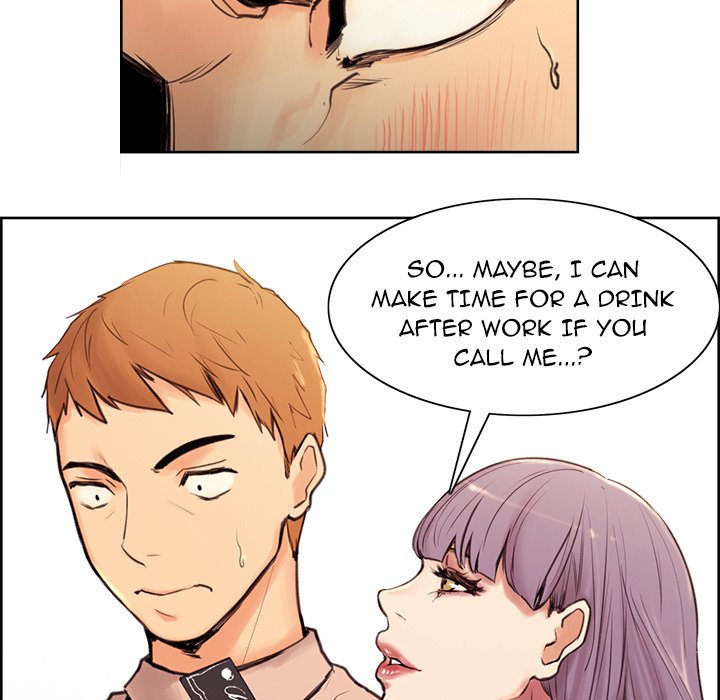 SO... MAYBE, I CAN
MAKE TIME FOR A DRINK
AFTER WORK IF YOU
CALL ME...?